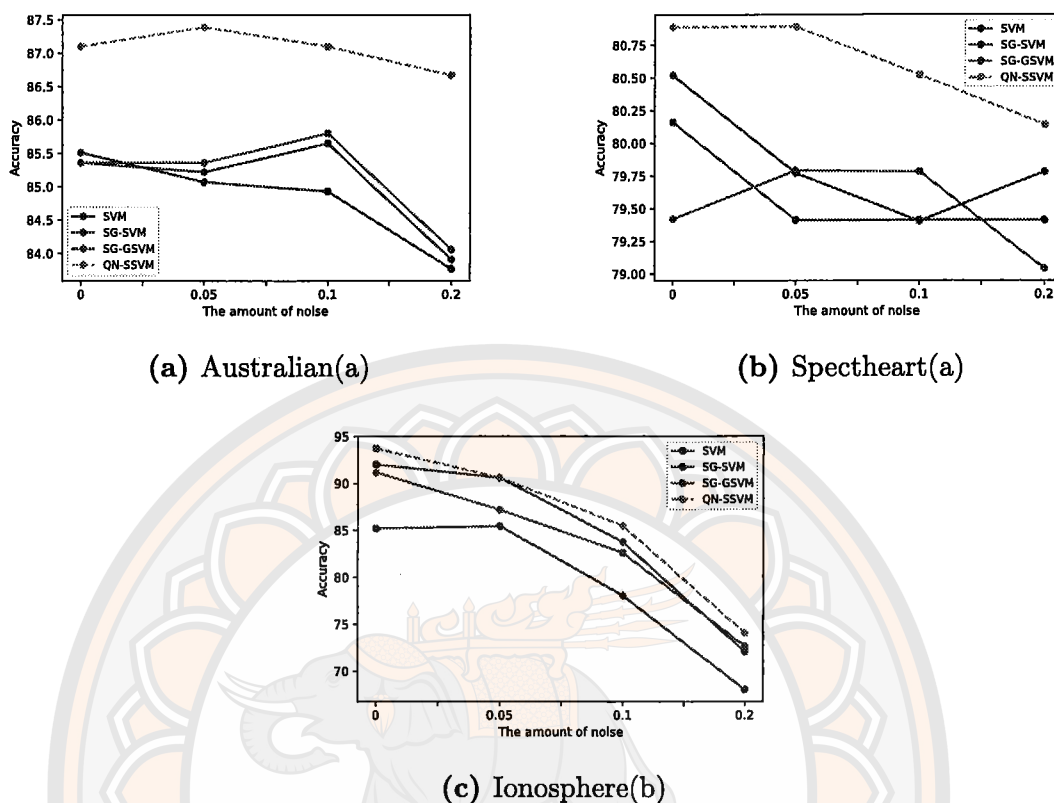 87.5
87.0
86.5
86.0
85.5
85.0
84.5
84.0
Accuracy
SVM
SG-SVM
SG-GSVM
QN-SSVM
0
0.05
0.1
0.2
The amount of noise
(a) Australian(a)
80.75
80.50
80.25
80.00
79.75
79.50
79.25
79.00
Accuracy
SVM
SG-SVM
SG-GSVM
QN-SSVM
0
0.05
0.1
0.2
The amount of noise
(b) Spectheart(a)
95
90
85
80
75
70
Accuracy
SVM
SG-SVM
SG-GSVM
QN-SSVM
0
0.05
0.1
0.2
The amount of noise
(c) Ionosphere(b)